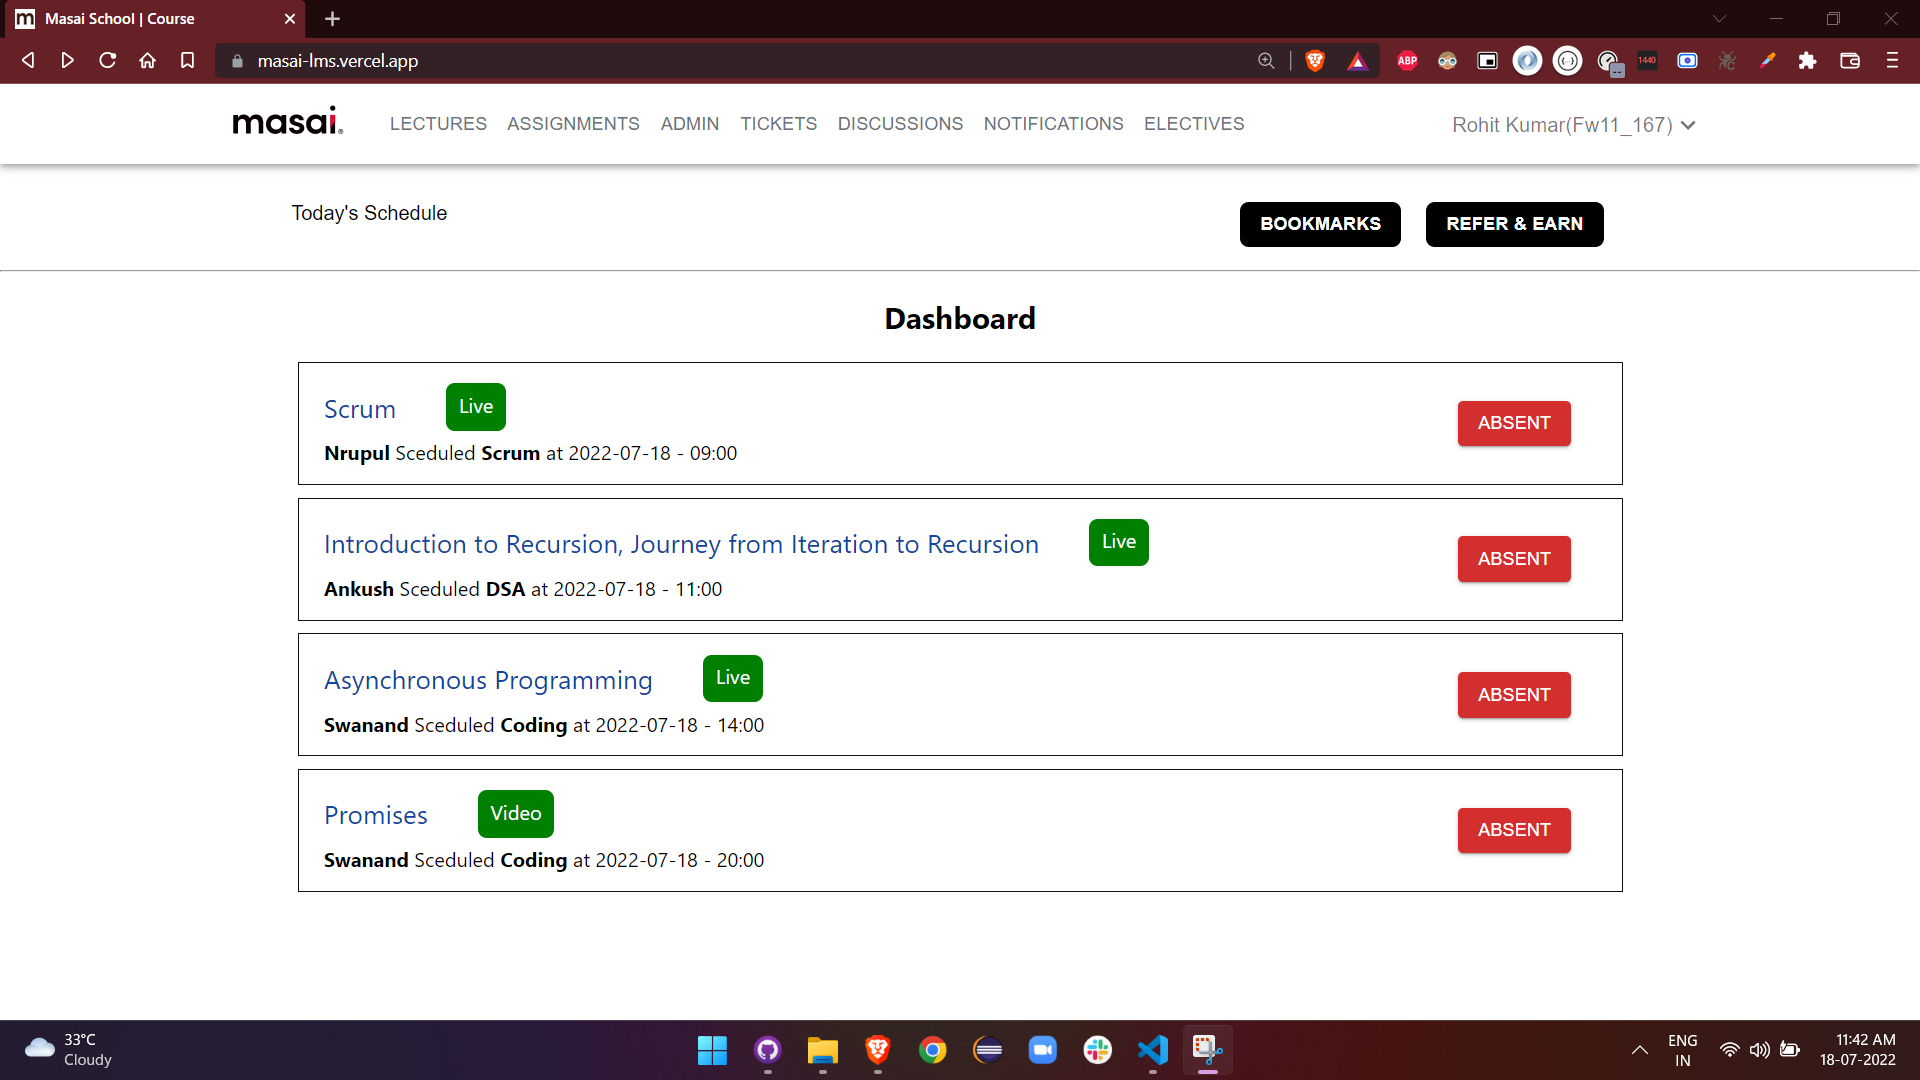 Masai School | Course
masai-lms.vercel.app
ABP
1440
masai.
LECTURES ASSIGNMENTS ADMIN TICKETS DISCUSSIONS NOTIFICATIONS ELECTIVES
Rohit Kumar(Fw11_167)
Today's Schedule
BOOKMARKS
REFER & EARN
Dashboard
Scrum Live
Nrupul Sceduled Scrum at 2022-07-18 - 09:00
ABSENT
Introduction to Recursion, Journey from Iteration to Recursion Live
Ankush Sceduled DSA at 2022-07-18 - 11:00
ABSENT
Asynchronous Programming Live
Swanand Sceduled Coding at 2022-07-18 - 14:00
ABSENT
Promises Video
Swanand Sceduled Coding at 2022-07-18 - 20:00
ABSENT
33°C
Cloudy
ENG
IN
11:42 AM
18-07-2022